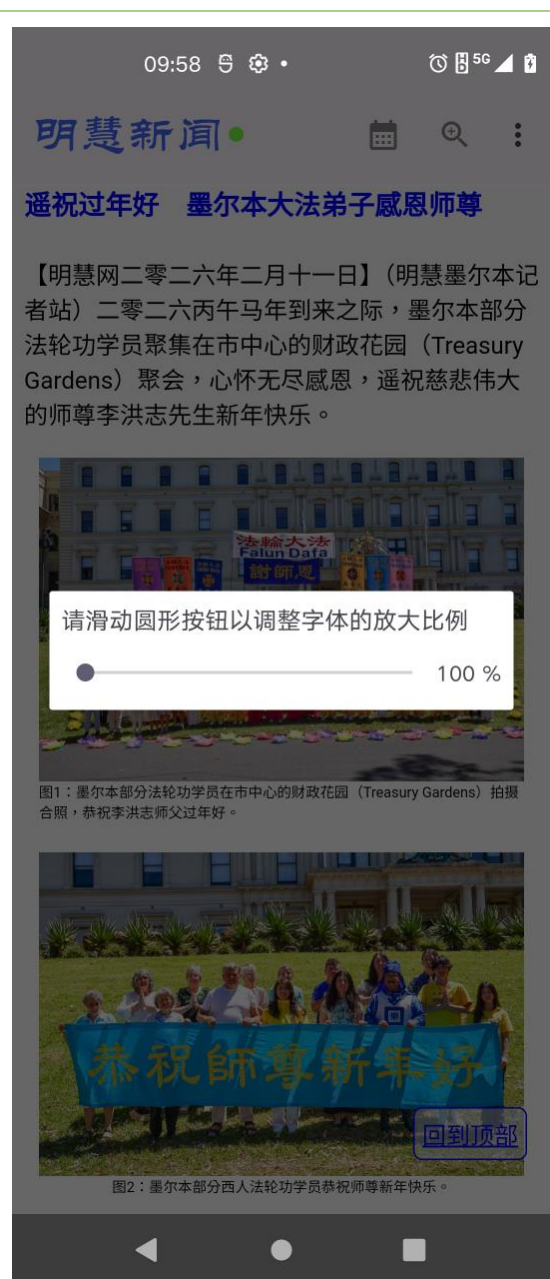 09:58
5G
明慧新闻
遥祝过年好　墨尔本大法弟子感恩师尊
【明慧网二零二六年二月十一日】（明慧墨尔本记
者站）二零二六丙午马年到来之际，墨尔本部分
法轮功学员聚集在市中心的财政花园（Treasury
Gardens）聚会，心怀无尽感恩，遥祝慈悲伟大
的师尊李洪志先生新年快乐。
法輪大法
Falun Dafa
謝師恩
请滑动圆形按钮以调整字体的放大比例
100 %
图1：墨尔本部分法轮功学员在市中心的财政花园（Treasury Gardens）拍摄
合照，恭祝李洪志师父过年好。
恭祝師尊新年好
回到顶部
图2：墨尔本部分西人法轮功学员恭祝师尊新年快乐。